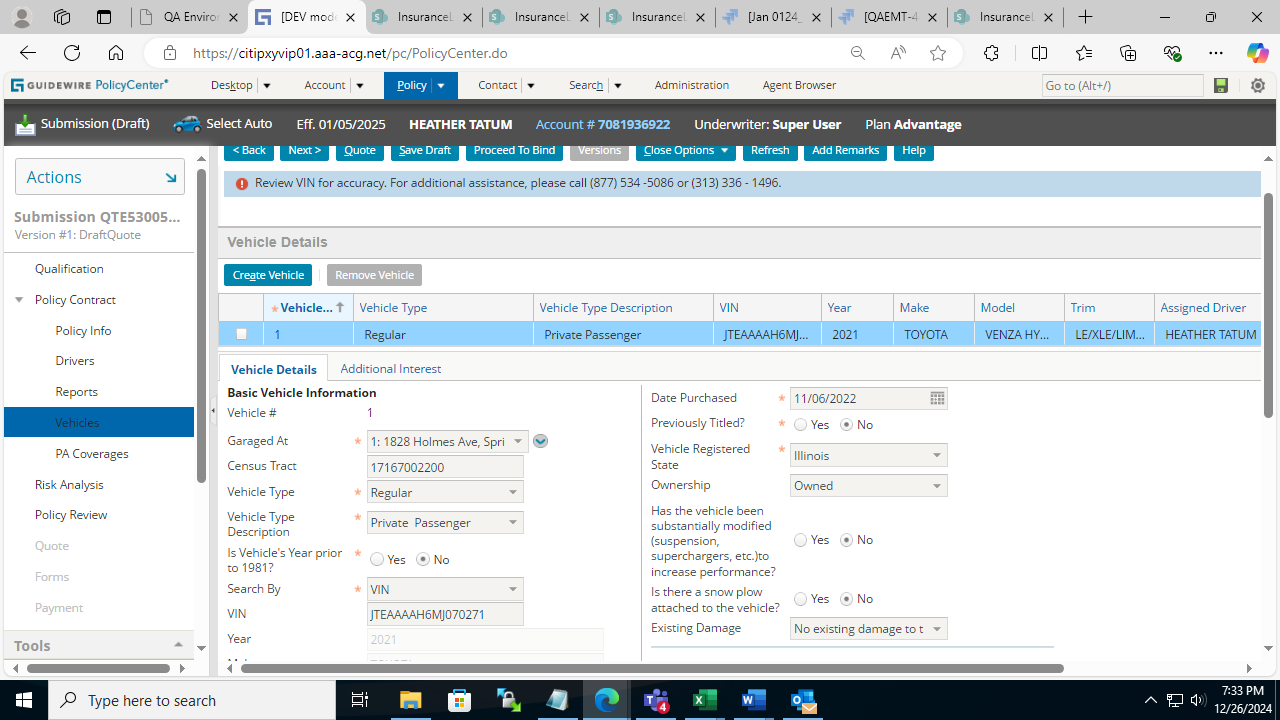 QA Environ
[DEV mode
InsuranceL
InsuranceL
InsuranceL
[Jan 0124_
[QAEMT-4
InsuranceL
https://citipxyvip01.aaa-acg.net/pc/PolicyCenter.do
GUIDEWIRE PolicyCenter®
Desktop
Account
Policy
Contact
Search
Administration
Agent Browser
Go to (Alt+/)
Submission (Draft)
Select Auto
Eff. 01/05/2025
HEATHER TATUM
Account # 7081936922
Underwriter: Super User
Plan Advantage
Actions
Submission QTE53005...
Version #1: DraftQuote
Qualification
Policy Contract
Policy Info
Drivers
Reports
Vehicles
PA Coverages
Risk Analysis
Policy Review
Quote
Forms
Payment
Tools
< Back
Next >
Quote
Save Draft
Proceed To Bind
Versions
Close Options
Refresh
Add Remarks
Help
Review VIN for accuracy. For additional assistance, please call (877) 534 -5086 or (313) 336 - 1496.
Vehicle Details
Create Vehicle
Remove Vehicle
* Vehicle...
Vehicle Type
Vehicle Type Description
VIN
Year
Make
Model
Trim
Assigned Driver
1
Regular
Private Passenger
JTEAAAAH6MJ...
2021
TOYOTA
VENZA HY...
LE/XLE/LIM...
HEATHER TATUM
Vehicle Details
Additional Interest
Basic Vehicle Information
Vehicle #
1
Garaged At
*
1: 1828 Holmes Ave, Spri
Census Tract
17167002200
Vehicle Type
*
Regular
Vehicle Type
Description
*
Private Passenger
Is Vehicle's Year prior
to 1981?
*
Yes
No
Search By
*
VIN
VIN
JTEAAAAH6MJ070271
Year
2021
Date Purchased
*
11/06/2022
Previously Titled?
*
Yes
No
Vehicle Registered
State
*
Illinois
Ownership
Owned
Has the vehicle been
substantially modified
(suspension,
superchargers, etc.)to
increase performance?
Yes
No
Is there a snow plow
attached to the vehicle?
Yes
No
Existing Damage
No existing damage to t
Type here to search
4
7:33 PM
12/26/2024